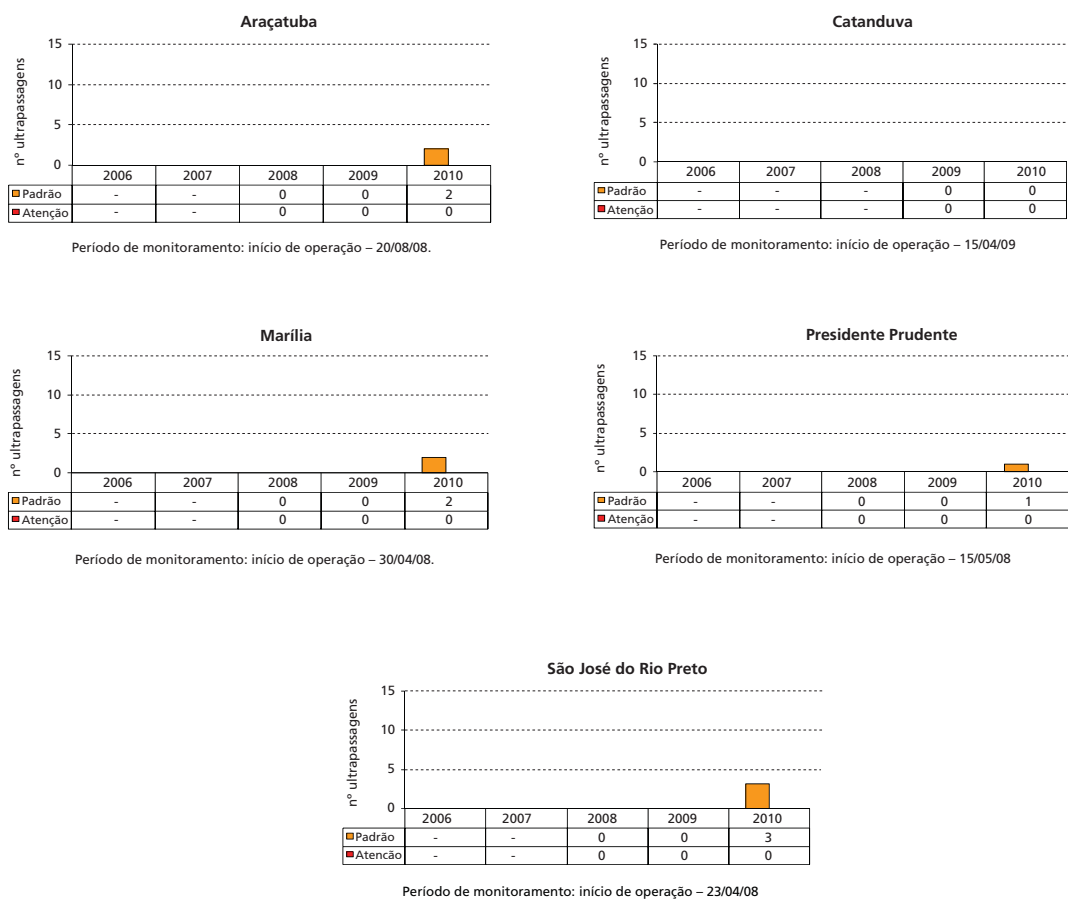 Araçatuba
nº ultrapassagens
15
10
5
0
2006 2007 2008 2009 2010
Padrão - - 0 0 2
Atenção - - 0 0 0
Período de monitoramento: início de operação – 20/08/08.
Catanduva
nº ultrapassagens
15
10
5
0
2006 2007 2008 2009 2010
Padrão - - - 0 0
Atenção - - - 0 0
Período de monitoramento: início de operação – 15/04/09
Marília
nº ultrapassagens
15
10
5
0
2006 2007 2008 2009 2010
Padrão - - 0 0 2
Atenção - - 0 0 0
Período de monitoramento: início de operação – 30/04/08.
Presidente Prudente
nº ultrapassagens
15
10
5
0
2006 2007 2008 2009 2010
Padrão - - 0 0 1
Atenção - - 0 0 0
Período de monitoramento: início de operação – 15/05/08
São José do Rio Preto
nº ultrapassagens
15
10
5
0
2006 2007 2008 2009 2010
Padrão - - 0 0 3
Atenção - - 0 0 0
Período de monitoramento: início de operação – 23/04/08